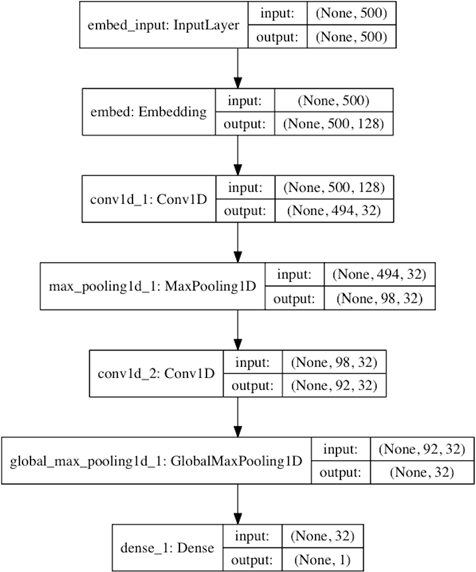 embed_input: InputLayer
input: (None, 500)
output: (None, 500)
embed: Embedding
input: (None, 500)
output: (None, 500, 128)
conv1d_1: Conv1D
input: (None, 500, 128)
output: (None, 494, 32)
max_pooling1d_1: MaxPooling1D
input: (None, 494, 32)
output: (None, 98, 32)
conv1d_2: Conv1D
input: (None, 98, 32)
output: (None, 92, 32)
global_max_pooling1d_1: GlobalMaxPooling1D
input: (None, 92, 32)
output: (None, 32)
dense_1: Dense
input: (None, 32)
output: (None, 1)